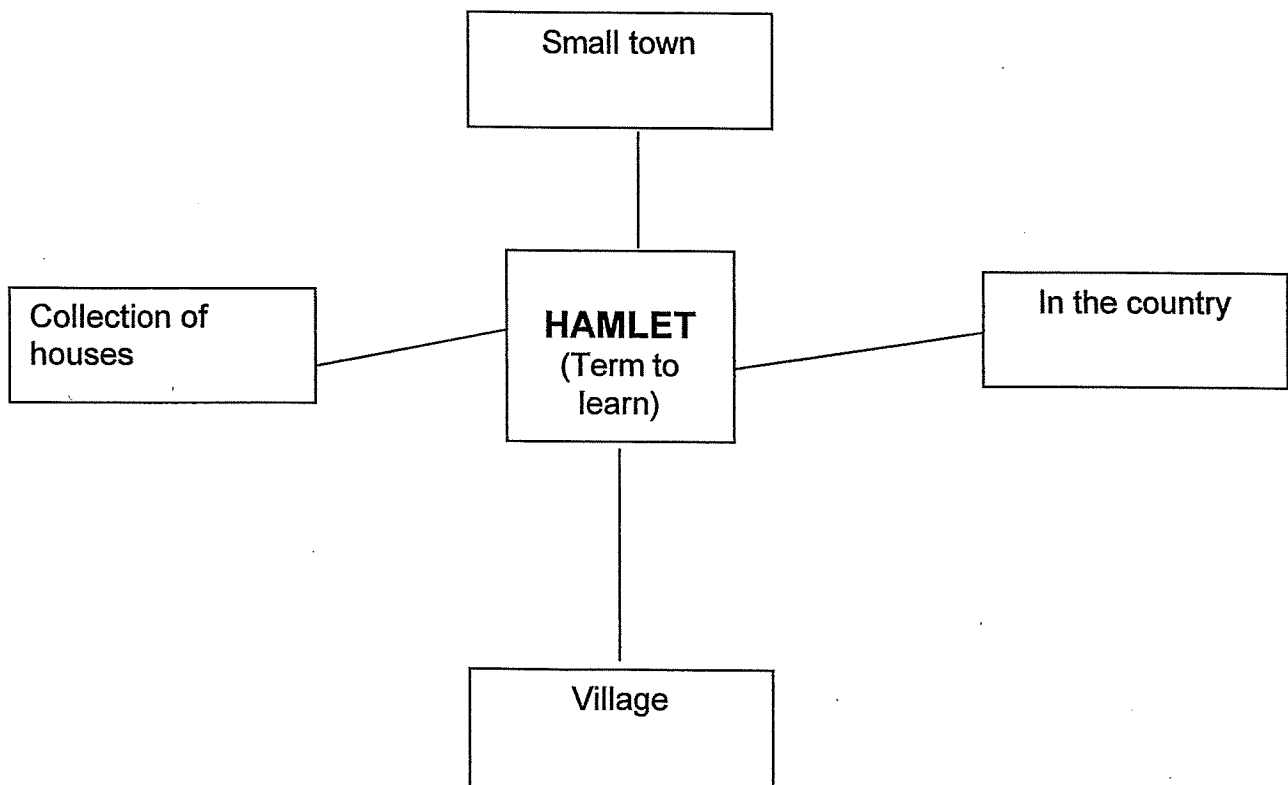 Small town
Collection of
houses
HAMLET
(Term to
learn)
In the country
Village